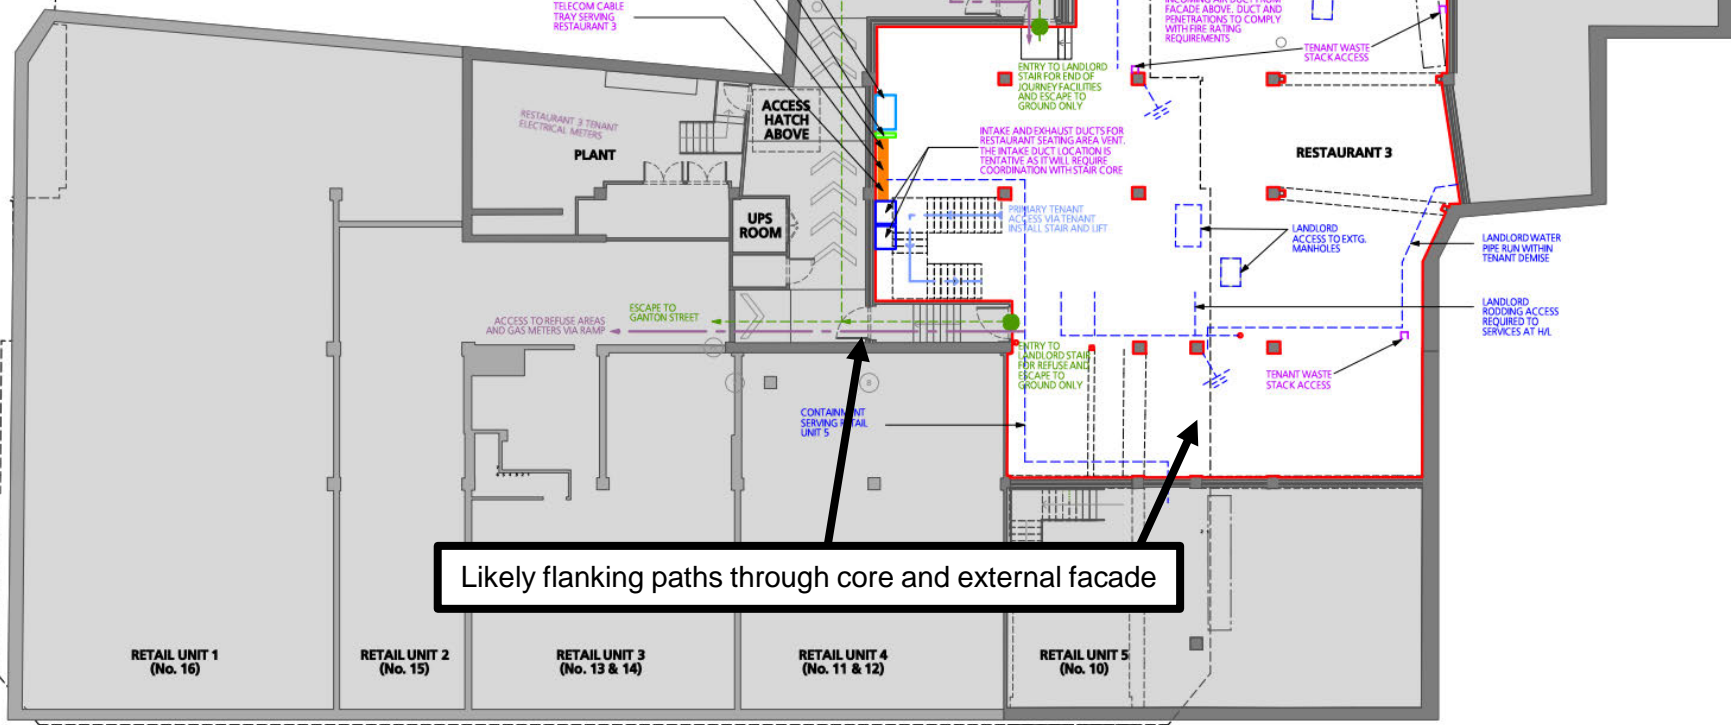 TELECOM CABLE
TRAY SERVING
RESTAURANT 3
INCOMING AIR DUCT FROM
FACADE ABOVE. DUCT AND
PENETRATIONS TO COMPLY
WITH FIRE RATING
REQUIREMENTS
TENANT WASTE
STACK ACCESS
ENTRY TO LANDLORD
STAIR FOR END OF
JOURNEY FACILITIES
AND ESCAPE TO
GROUND ONLY
ACCESS
HATCH
ABOVE
RESTAURANT 3 TENANT
ELECTRICAL METERS
PLANT
INTAKE AND EXHAUST DUCTS FOR
RESTAURANT SEATING AREA VENT.
THE INTAKE DUCT LOCATION IS
TENTATIVE AS IT WILL REQUIRE
COORDINATION WITH STAIR CORE
RESTAURANT 3
UPS
ROOM
PRIMARY TENANT
ACCESS VIA TENANT
INSTALL STAIR AND LIFT
LANDLORD
ACCESS TO EXTG.
MANHOLES
LANDLORD WATER
PIPE RUN WITHIN
TENANT DEMISE
ESCAPE TO
GANTON STREET
ACCESS TO REFUSE AREAS
AND GAS METERS VIA RAMP
LANDLORD
RODDING ACCESS
REQUIRED TO
SERVICES AT H/L
ENTRY TO
LANDLORD STAIR
FOR REFUSE AND
ESCAPE TO
GROUND ONLY
TENANT WASTE
STACK ACCESS
CONTAINMENT
SERVING RETAIL
UNIT 5
Likely flanking paths through core and external facade
RETAIL UNIT 1
(No. 16)
RETAIL UNIT 2
(No. 15)
RETAIL UNIT 3
(No. 13 & 14)
RETAIL UNIT 4
(No. 11 & 12)
RETAIL UNIT 5
(No. 10)